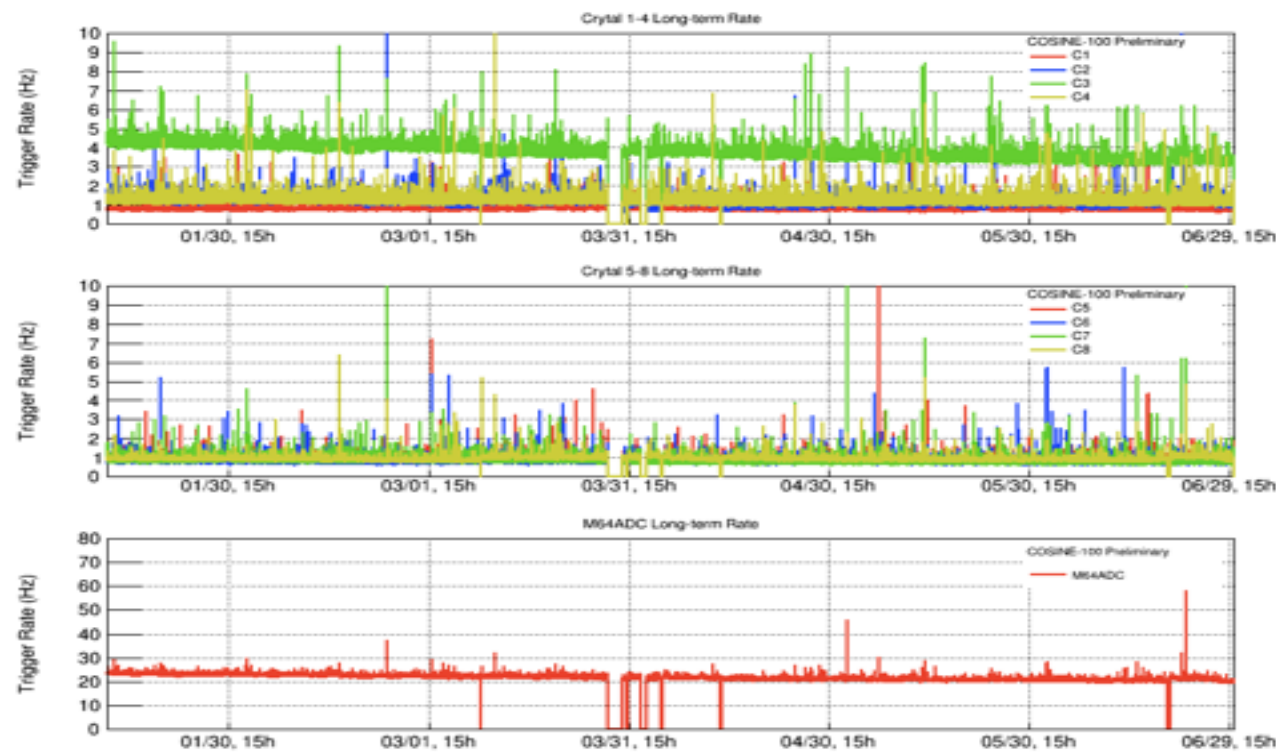 Crytal 1-4 Long-term Rate
Trigger Rate (Hz)
10
9
8
7
6
5
4
3
2
1
0
COSINE-100 Preliminary
C1
C2
C3
C4
01/30, 15h 03/01, 15h 03/31, 15h 04/30, 15h 05/30, 15h 06/29, 15h
Crytal 5-8 Long-term Rate
Trigger Rate (Hz)
10
9
8
7
6
5
4
3
2
1
0
COSINE-100 Preliminary
C5
C6
C7
C8
01/30, 15h 03/01, 15h 03/31, 15h 04/30, 15h 05/30, 15h 06/29, 15h
M64ADC Long-term Rate
Trigger Rate (Hz)
80
70
60
50
40
30
20
10
0
COSINE-100 Preliminary
M64ADC
01/30, 15h 03/01, 15h 03/31, 15h 04/30, 15h 05/30, 15h 06/29, 15h